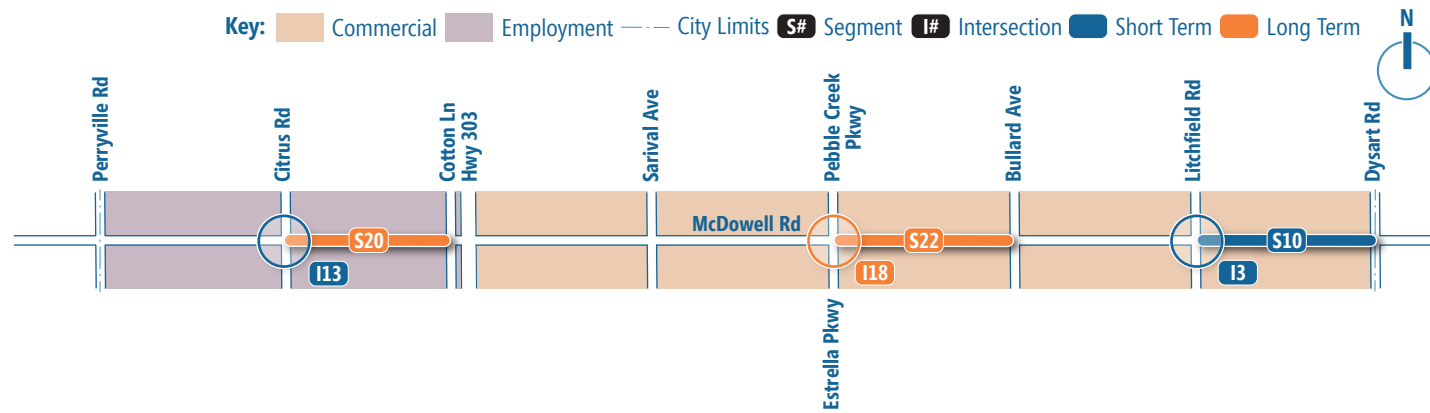 Key: Commercial Employment City Limits S# Segment I# Intersection Short Term Long Term
N
Perryville Rd
Citrus Rd
Cotton Ln
Hwy 303
Sarival Ave
Pebble Creek
Pkwy
Bullard Ave
Litchfield Rd
Dysart Rd
McDowell Rd
S20
S22
S10
I13
I18
I3
Estrella Pkwy